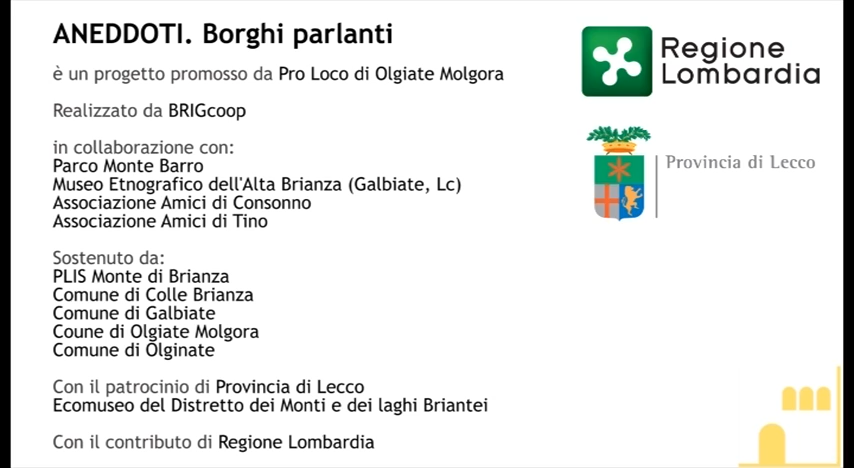 ANEDDOTI. Borghi parlanti
è un progetto promosso da Pro Loco di Olgiate Molgora
Realizzato da BRIGcoop
in collaborazione con:
Parco Monte Barro
Museo Etnografico dell'Alta Brianza (Galbiate, Lc)
Associazione Amici di Consonno
Associazione Amici di Tino
Sostenuto da:
PLIS Monte di Brianza
Comune di Colle Brianza
Comune di Galbiate
Coune di Olgiate Molgora
Comune di Olginate
Con il patrocinio di Provincia di Lecco
Ecomuseo del Distretto dei Monti e dei laghi Briantei
Con il contributo di Regione Lombardia
Regione
Lombardia
Provincia di Lecco